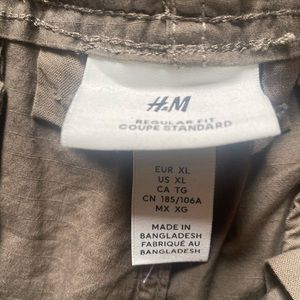 H&M
REGULAR FIT
COUPE STANDARD
EUR XL
US XL
CA TG
CN 185/106A
MX XG
MADE IN
BANGLADESH
FABRIQUÉ AU
BANGLADESH